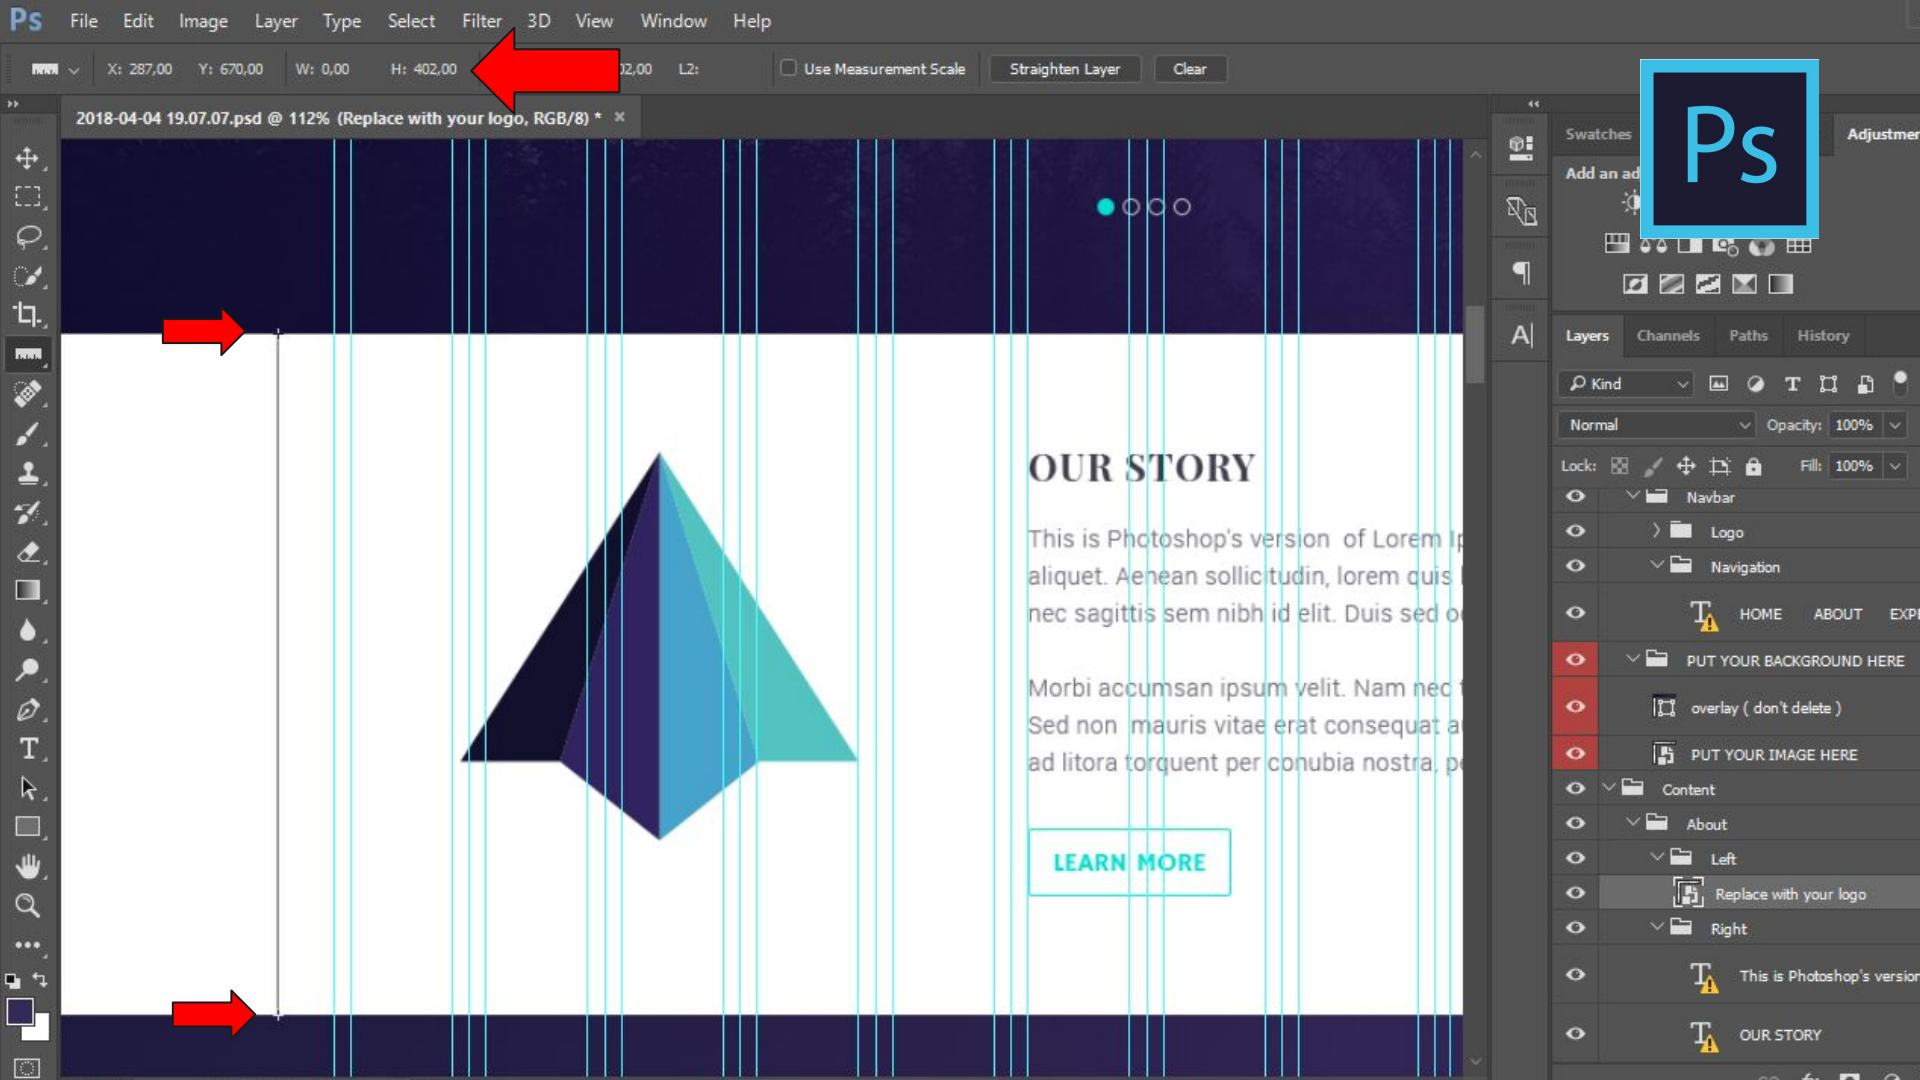 Ps File Edit Image Layer Type Select Filter 3D View Window Help
X: 287,00 Y: 670,00 W: 0,00 H: 402,00 02,00 L2: Use Measurement Scale Straighten Layer Clear
2018-04-04 19.07.07.psd @ 112% (Replace with your logo, RGB/8) * ×
Swatches Adjustmen
Add an ad
Ps
A
Layers Channels Paths History
Kind
Normal Opacity: 100%
Lock: Fill: 100%
Navbar
Logo
Navigation
HOME ABOUT EXP
PUT YOUR BACKGROUND HERE
overlay ( don't delete )
PUT YOUR IMAGE HERE
Content
About
Left
Replace with your logo
Right
This is Photoshop's version
OUR STORY
OUR STORY
This is Photoshop's version of Lorem Ip
aliquet. Aenean sollicitudin, lorem quis
nec sagittis sem nibh id elit. Duis sed o
Morbi accumsan ipsum velit. Nam nec t
Sed non mauris vitae erat consequat a
ad litora torquent per conubia nostra, p
LEARN MORE